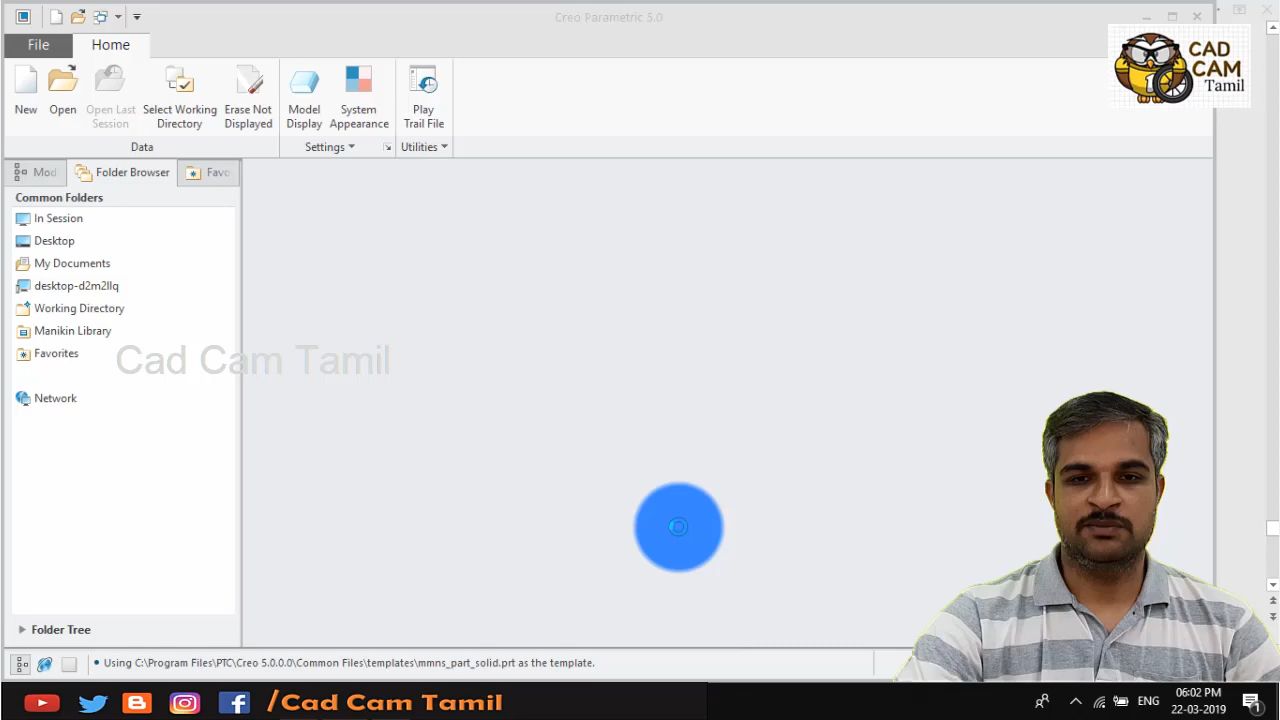 Creo Parametric 5.0
File
Home
CAD
CAM
Tamil
New
Open
Open Last
Session
Select Working
Directory
Erase Not
Displayed
Model
Display
System
Appearance
Play
Trail File
Data
Settings
Utilities
Mod
Folder Browser
Favo
Common Folders
In Session
Desktop
My Documents
desktop-d2m2llq
Working Directory
Manikin Library
Favorites
Cad Cam Tamil
Network
Folder Tree
• Using C:\Program Files\PTC\Creo 5.0.0.0\Common Files\templates\mmns_part_solid.prt as the template.
/Cad Cam Tamil
ENG
06:02 PM
22-03-2019
1